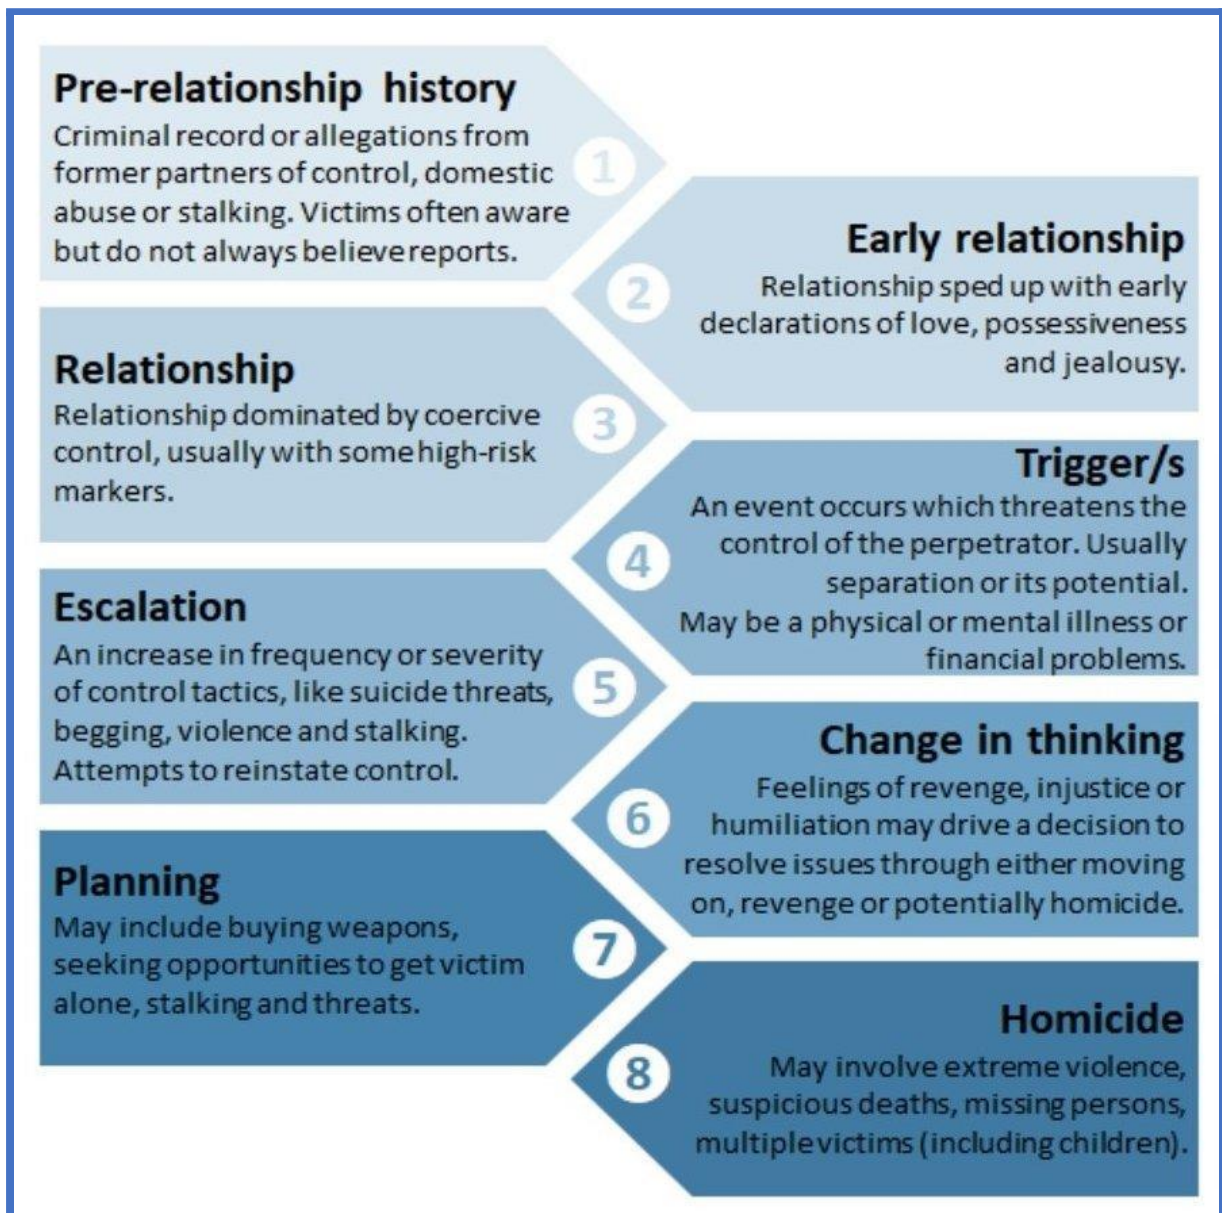 Pre-relationship history
Criminal record or allegations from
former partners of control, domestic
abuse or stalking. Victims often aware
but do not always believe reports.
1
Early relationship
Relationship sped up with early
declarations of love, possessiveness
and jealousy.
2
Relationship
Relationship dominated by coercive
control, usually with some high-risk
markers.
3
Trigger/s
An event occurs which threatens the
control of the perpetrator. Usually
separation or its potential.
May be a physical or mental illness or
financial problems.
4
Escalation
An increase in frequency or severity
of control tactics, like suicide threats,
begging, violence and stalking.
Attempts to reinstate control.
5
Change in thinking
Feelings of revenge, injustice or
humiliation may drive a decision to
resolve issues through either moving
on, revenge or potentially homicide.
6
Planning
May include buying weapons,
seeking opportunities to get victim
alone, stalking and threats.
7
Homicide
May involve extreme violence,
suspicious deaths, missing persons,
multiple victims (including children).
8